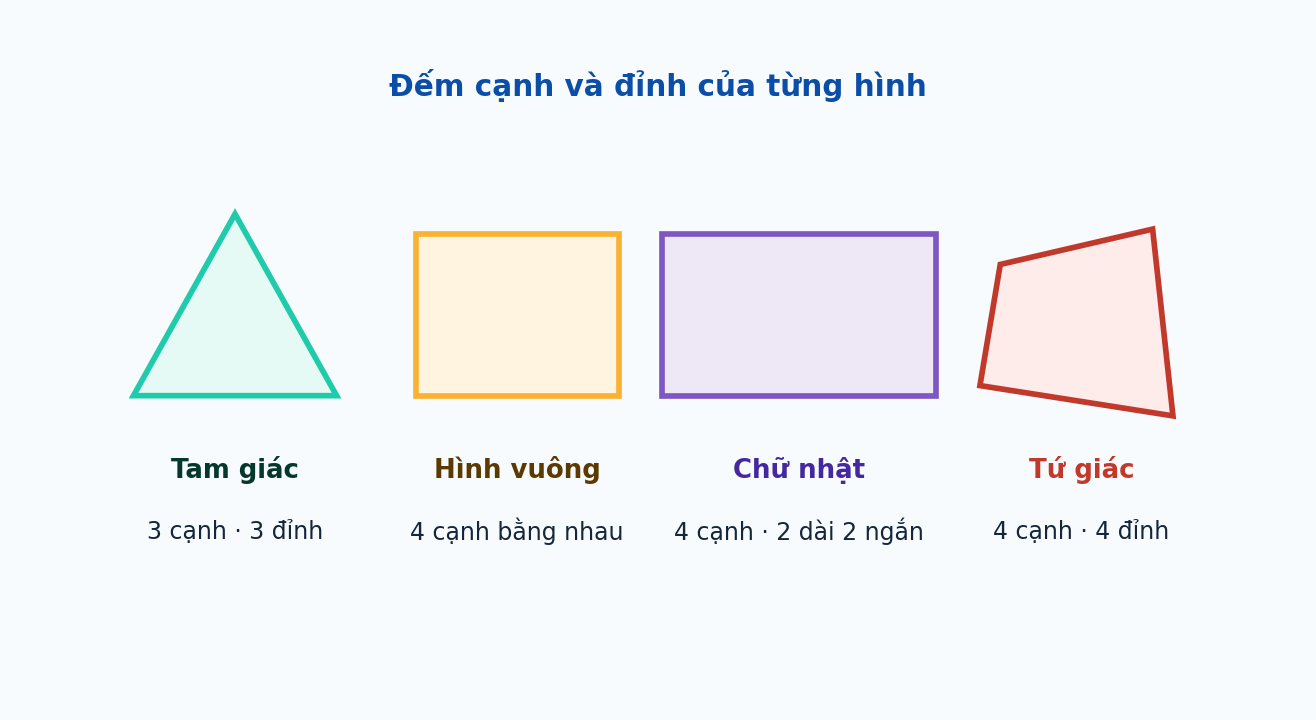 Đếm cạnh và đỉnh của từng hình
Tam giác
Hình vuông
Chữ nhật
Tứ giác
3 cạnh · 3 đỉnh
4 cạnh bằng nhau
4 cạnh · 2 dài 2 ngắn
4 cạnh · 4 đỉnh